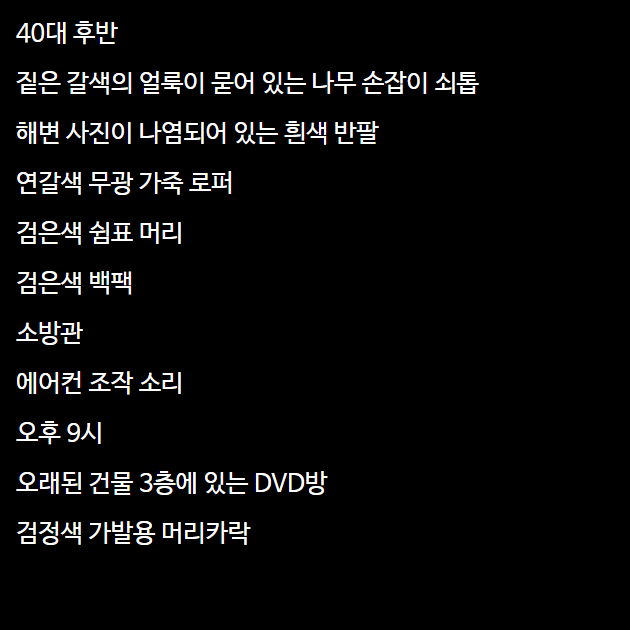 40대 후반
짙은 갈색의 얼룩이 묻어 있는 나무 손잡이 쇠톱
해변 사진이 나염되어 있는 흰색 반팔
연갈색 무광 가죽 로퍼
검은색 쉼표 머리
검은색 백팩
소방관
에어컨 조작 소리
오후 9시
오래된 건물 3층에 있는 DVD방
검정색 가발용 머리카락